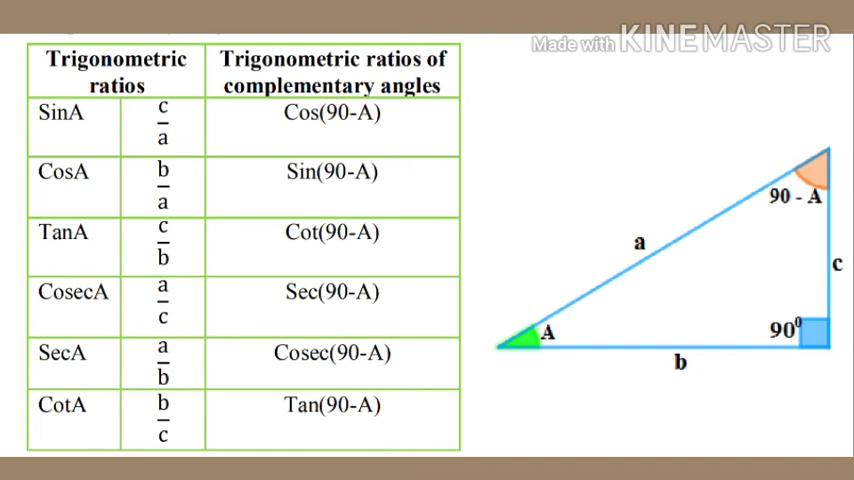 Made with KINEMASTER
Trigonometric ratios
Trigonometric ratios of complementary angles
SinA c/a Cos(90-A)
CosA b/a Sin(90-A)
TanA c/b Cot(90-A)
CosecA a/c Sec(90-A)
SecA a/b Cosec(90-A)
CotA b/c Tan(90-A)
90 - A
a
c
A
90⁰
b